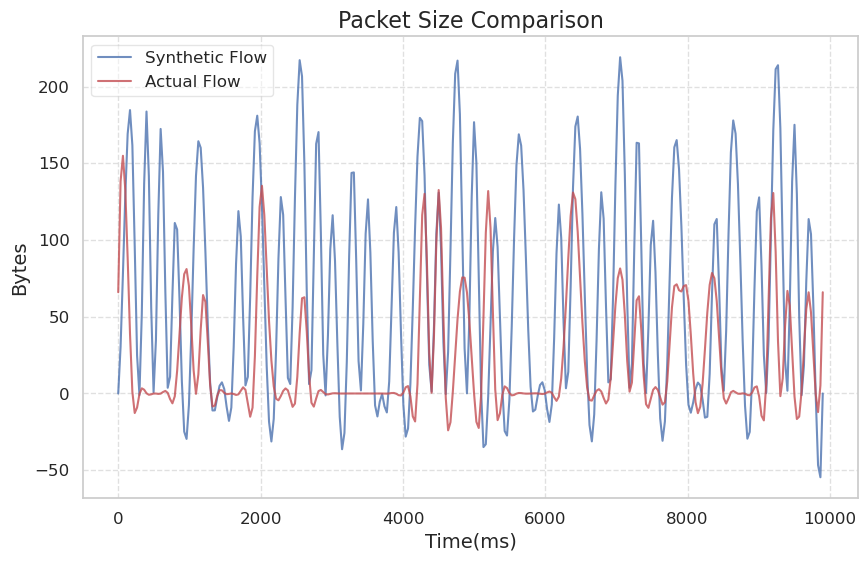 Packet Size Comparison
Synthetic Flow
Actual Flow
200
150
100
50
0
−50
Bytes
0 2000 4000 6000 8000 10000
Time(ms)